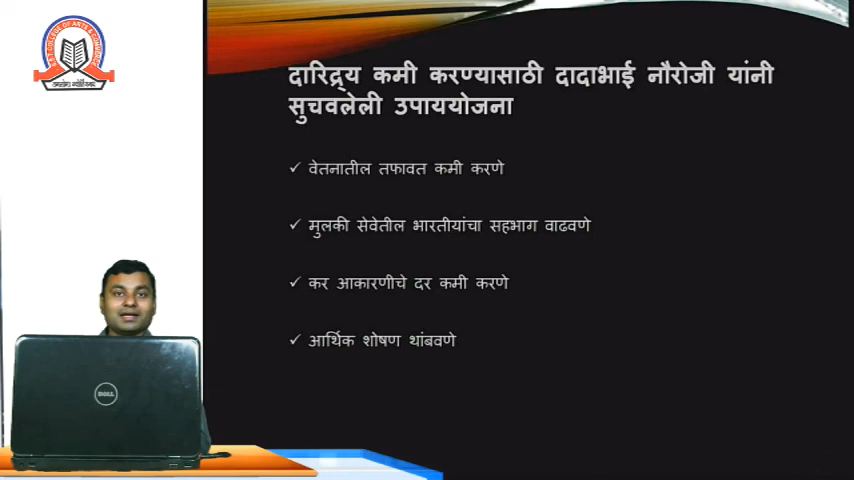 दारिद्र्य कमी करण्यासाठी दादाभाई नौरोजी यांनी
सुचवलेली उपाययोजना
✓ वेतनातील तफावत कमी करणे
✓ मुलकी सेवेतील भारतीयांचा सहभाग वाढवणे
✓ कर आकारणीचे दर कमी करणे
✓ आर्थिक शोषण थांबवणे
DELL